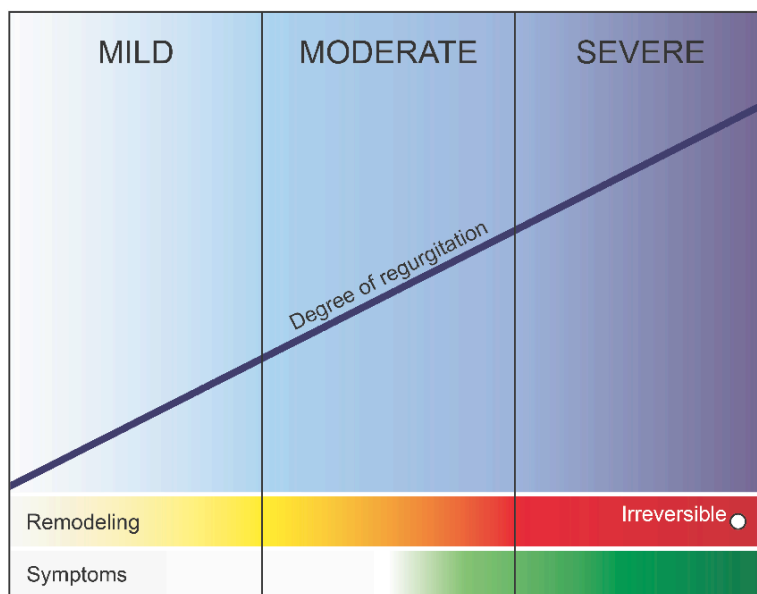 MILD
MODERATE
SEVERE
Degree of regurgitation
Remodeling
Irreversible
Symptoms